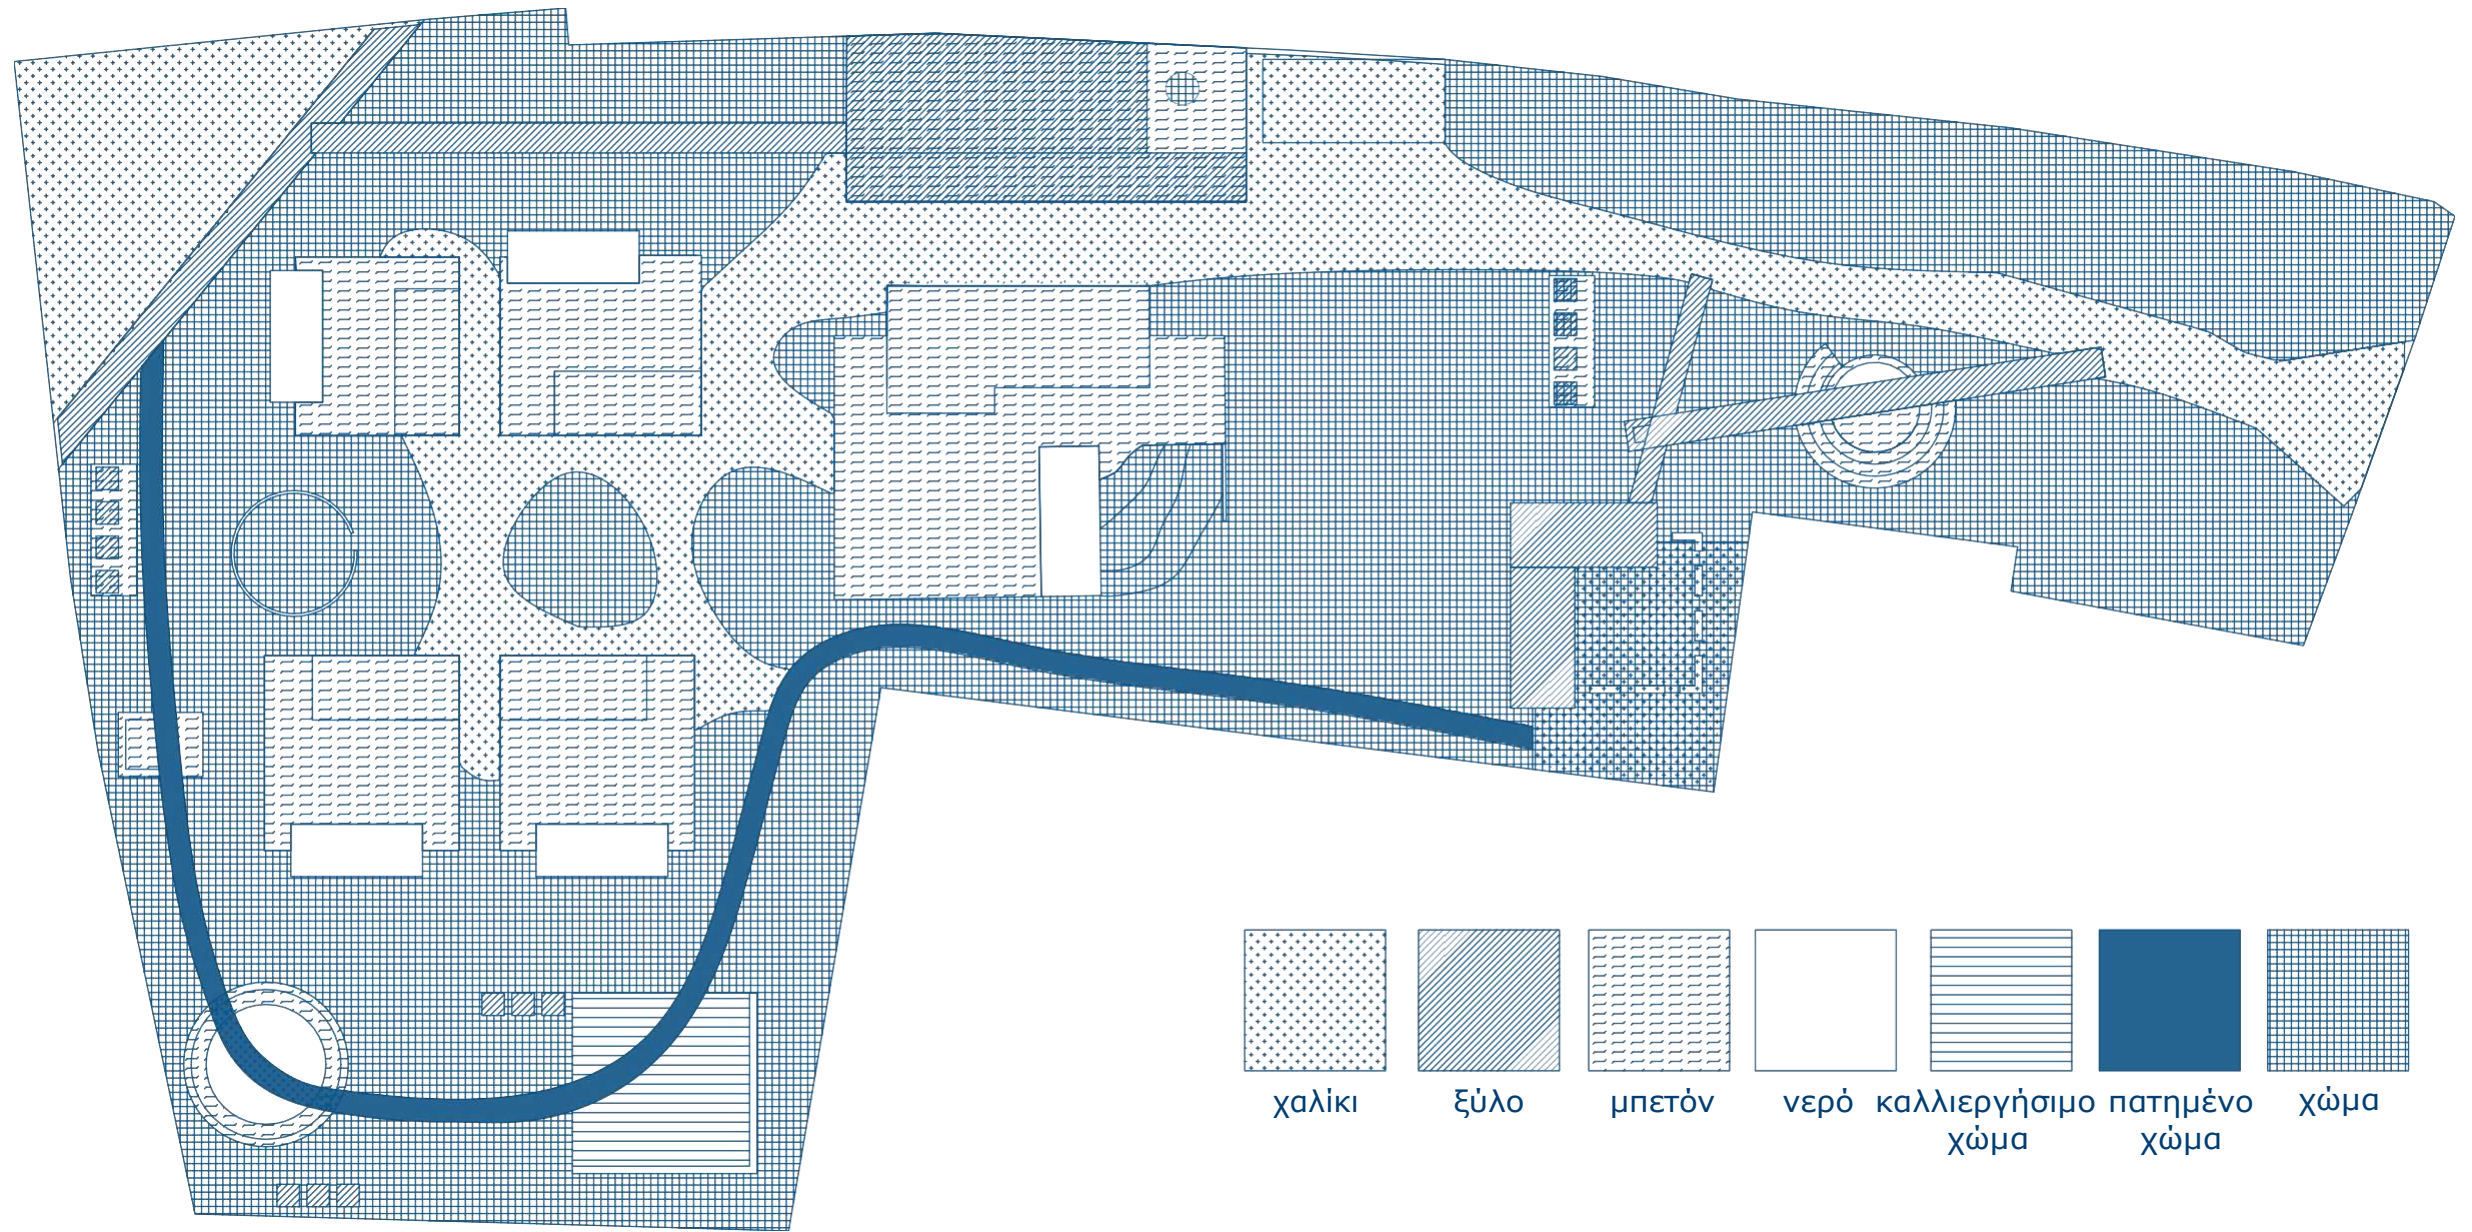 χαλίκι
ξύλο
μπετόν
νερό
καλλιεργήσιμο
χώμα
πατημένο
χώμα
χώμα